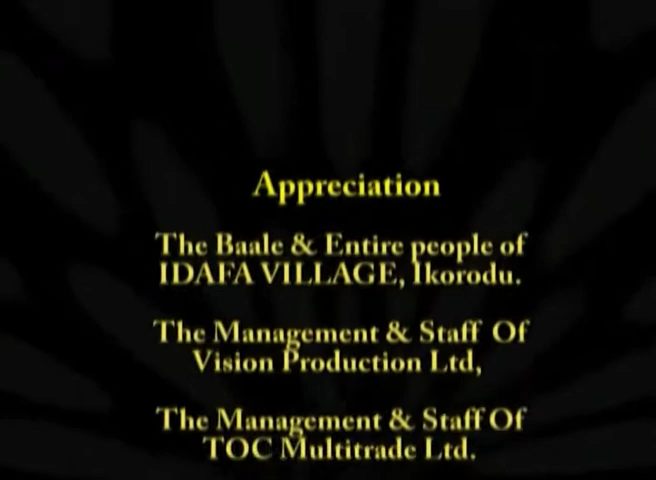 Appreciation
The Baale & Entire people of
IDAFA VILLAGE, Ikorodu.
The Management & Staff Of
Vision Production Ltd,
The Management & Staff Of
TOC Multitrade Ltd.